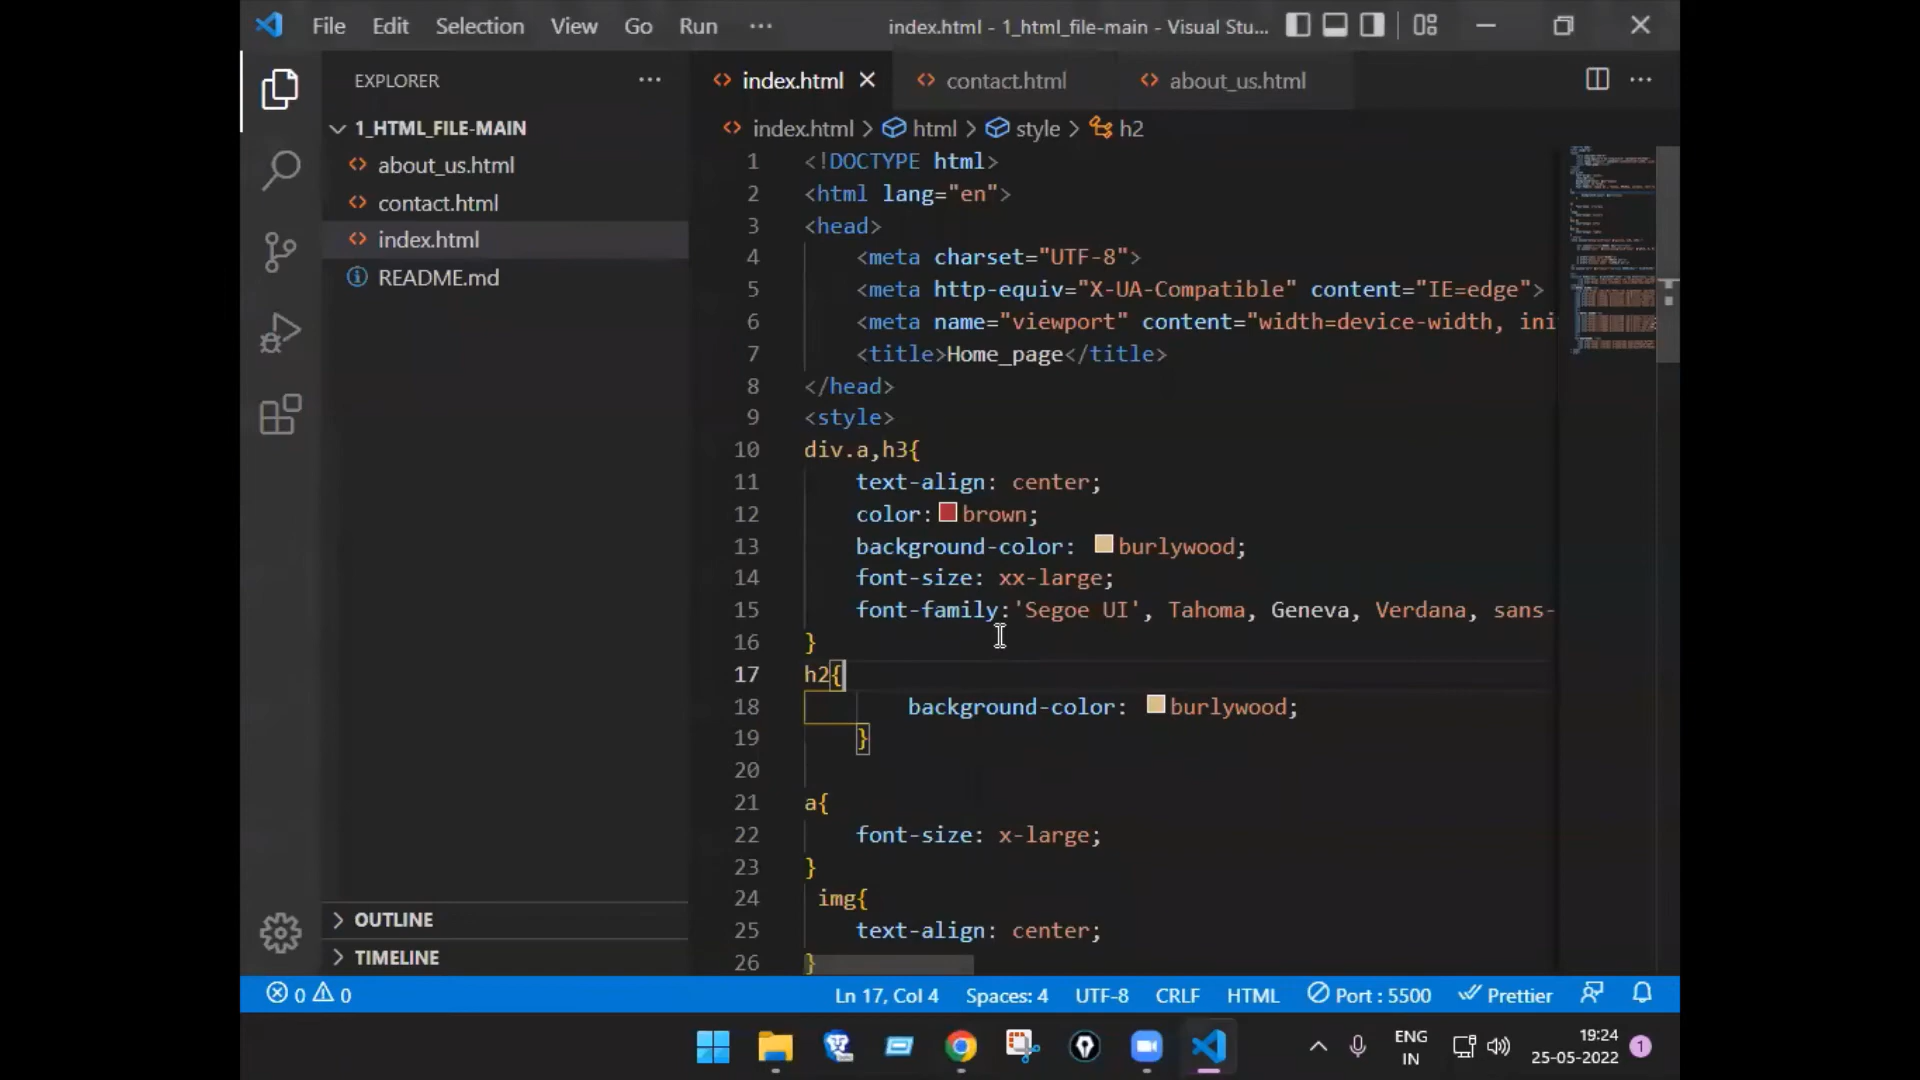 File Edit Selection View Go Run ··· index.html - 1_html_file-main - Visual Stu...
EXPLORER ···
1_HTML_FILE-MAIN
about_us.html
contact.html
index.html
README.md
OUTLINE
TIMELINE
index.html contact.html about_us.html
index.html > html > style > h2
1 <!DOCTYPE html>
2 <html lang="en">
3 <head>
4 <meta charset="UTF-8">
5 <meta http-equiv="X-UA-Compatible" content="IE=edge">
6 <meta name="viewport" content="width=device-width, ini
7 <title>Home_page</title>
8 </head>
9 <style>
10 div.a,h3{
11 text-align: center;
12 color: brown;
13 background-color: burlywood;
14 font-size: xx-large;
15 font-family:'Segoe UI', Tahoma, Geneva, Verdana, sans-
16 }
17 h2{
18 background-color: burlywood;
19 }
20
21 a{
22 font-size: x-large;
23 }
24 img{
25 text-align: center;
26 }
0 0 Ln 17, Col 4 Spaces: 4 UTF-8 CRLF HTML Port : 5500 Prettier
ENG
IN
19:24
25-05-2022
1